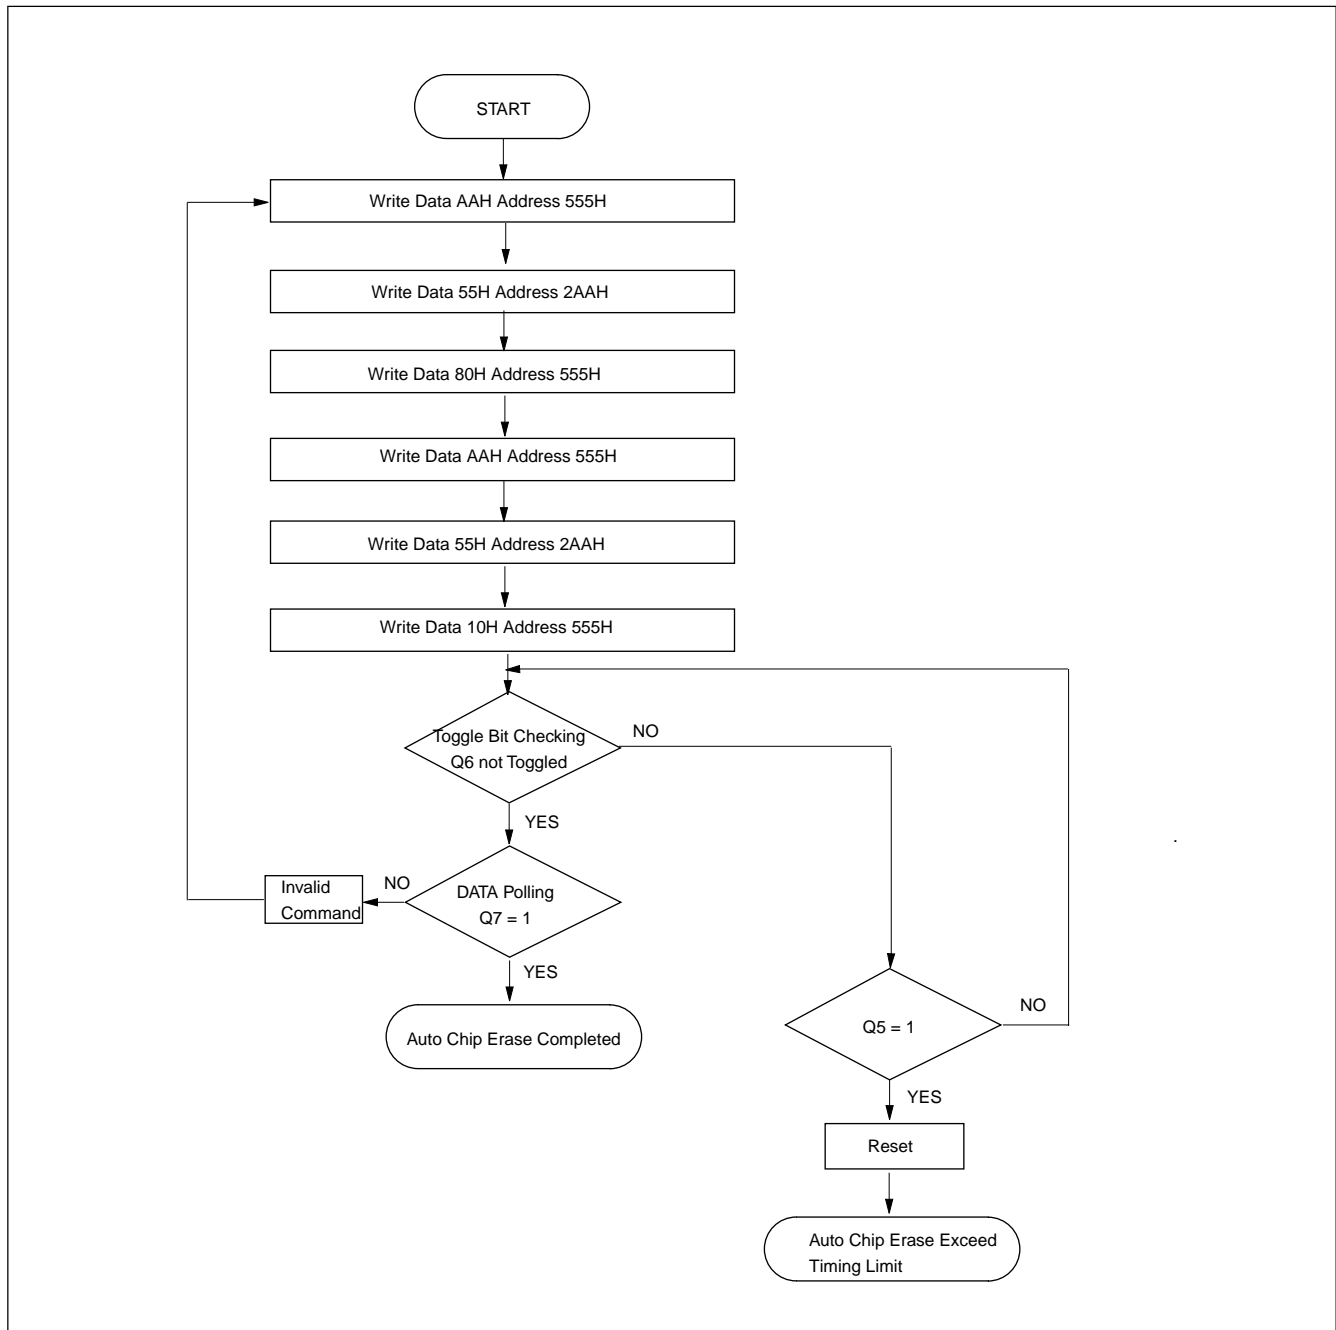 START
Write Data AAH Address 555H
Write Data 55H Address 2AAH
Write Data 80H Address 555H
Write Data AAH Address 555H
Write Data 55H Address 2AAH
Write Data 10H Address 555H
Toggle Bit Checking
Q6 not Toggled
NO
YES
Invalid
Command
NO
DATA Polling
Q7 = 1
YES
Auto Chip Erase Completed
Q5 = 1
NO
YES
Reset
Auto Chip Erase Exceed
Timing Limit
.